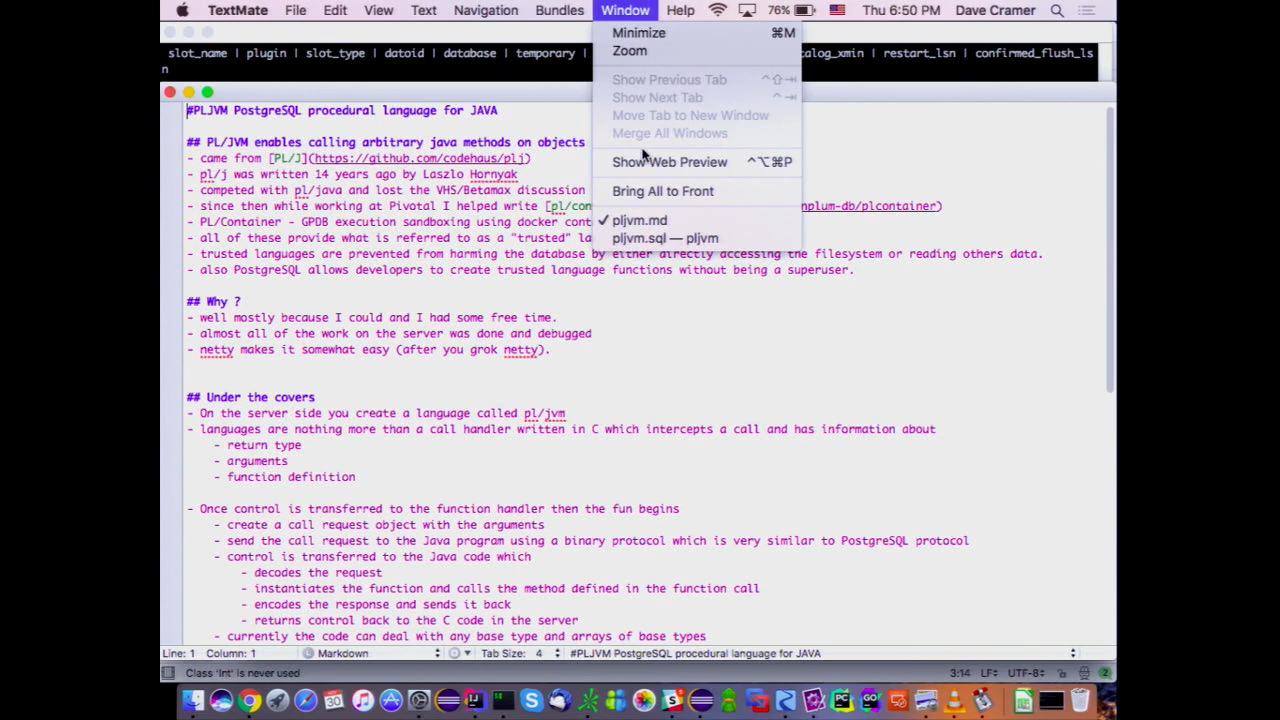 TextMate File Edit View Text Navigation Bundles Window Help 76% Thu 6:50 PM Dave Cramer
slot_name | plugin | slot_type | datoid | database | temporary | talog_xmin | restart_lsn | confirmed_flush_ls
n
Minimize ⌘M
Zoom
Show Previous Tab ⌃⇧⇥
Show Next Tab ⌃⇥
Move Tab to New Window
Merge All Windows
Show Web Preview ⌃⌥⌘P
Bring All to Front
✓ pljvm.md
pljvm.sql — pljvm
#PLJVM PostgreSQL procedural language for JAVA
## PL/JVM enables calling arbitrary java methods on objects
- came from [PL/J](https://github.com/codehaus/plj)
- pl/j was written 14 years ago by Laszlo Hornyak
- competed with pl/java and lost the VHS/Betamax discussion
- since then while working at Pivotal I helped write [pl/con nplum-db/plcontainer)
- PL/Container - GPDB execution sandboxing using docker cont
- all of these provide what is referred to as a "trusted" la
- trusted languages are prevented from harming the database by either directly accessing the filesystem or reading others data.
- also PostgreSQL allows developers to create trusted language functions without being a superuser.
## Why ?
- well mostly because I could and I had some free time.
- almost all of the work on the server was done and debugged
- netty makes it somewhat easy (after you grok netty).
## Under the covers
- On the server side you create a language called pl/jvm
- languages are nothing more than a call handler written in C which intercepts a call and has information about
- return type
- arguments
- function definition
- Once control is transferred to the function handler then the fun begins
- create a call request object with the arguments
- send the call request to the Java program using a binary protocol which is very similar to PostgreSQL protocol
- control is transferred to the Java code which
- decodes the request
- instantiates the function and calls the method defined in the function call
- encodes the response and sends it back
- returns control back to the C code in the server
- currently the code can deal with any base type and arrays of base types
Line: 1 Column: 1 Markdown Tab Size: 4 #PLJVM PostgreSQL procedural language for JAVA
Class 'Int' is never used 3:14 LF÷ UTF-8÷ 2